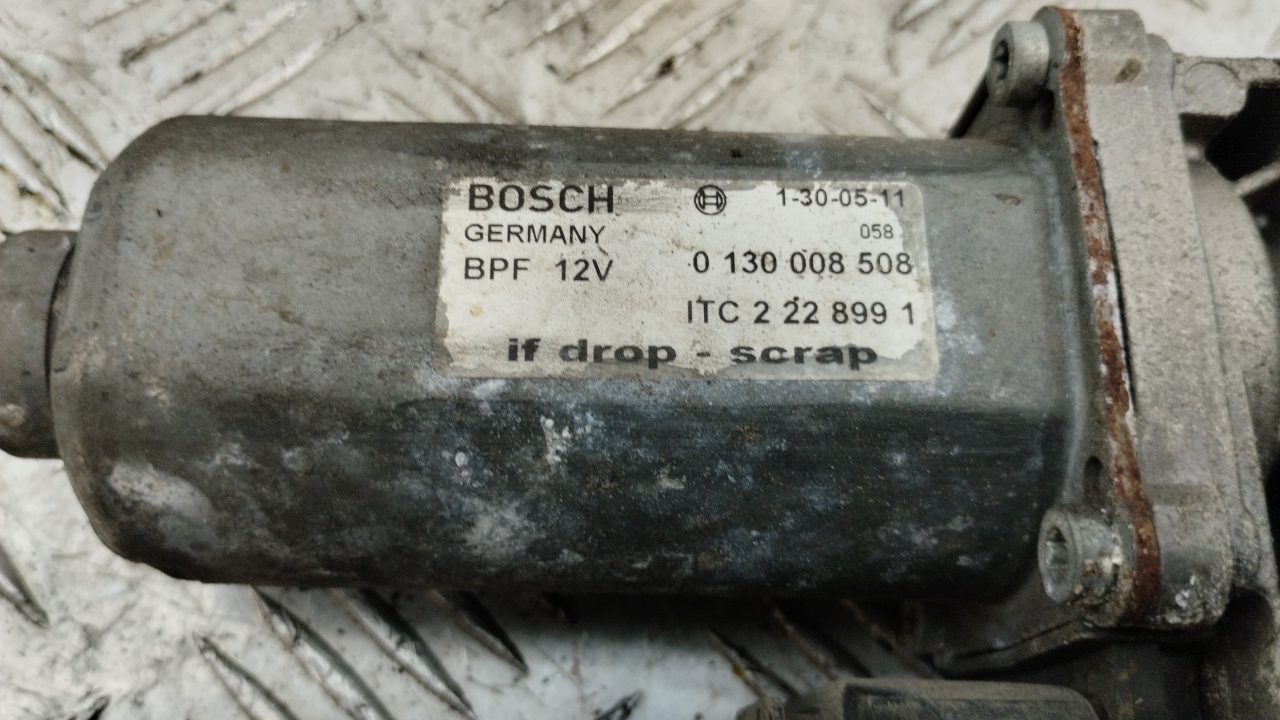 BOSCH 1-30-05-11
GERMANY 058
BPF 12V 0 130 008 508
ITC 2 22 899 1
if drop - scrap